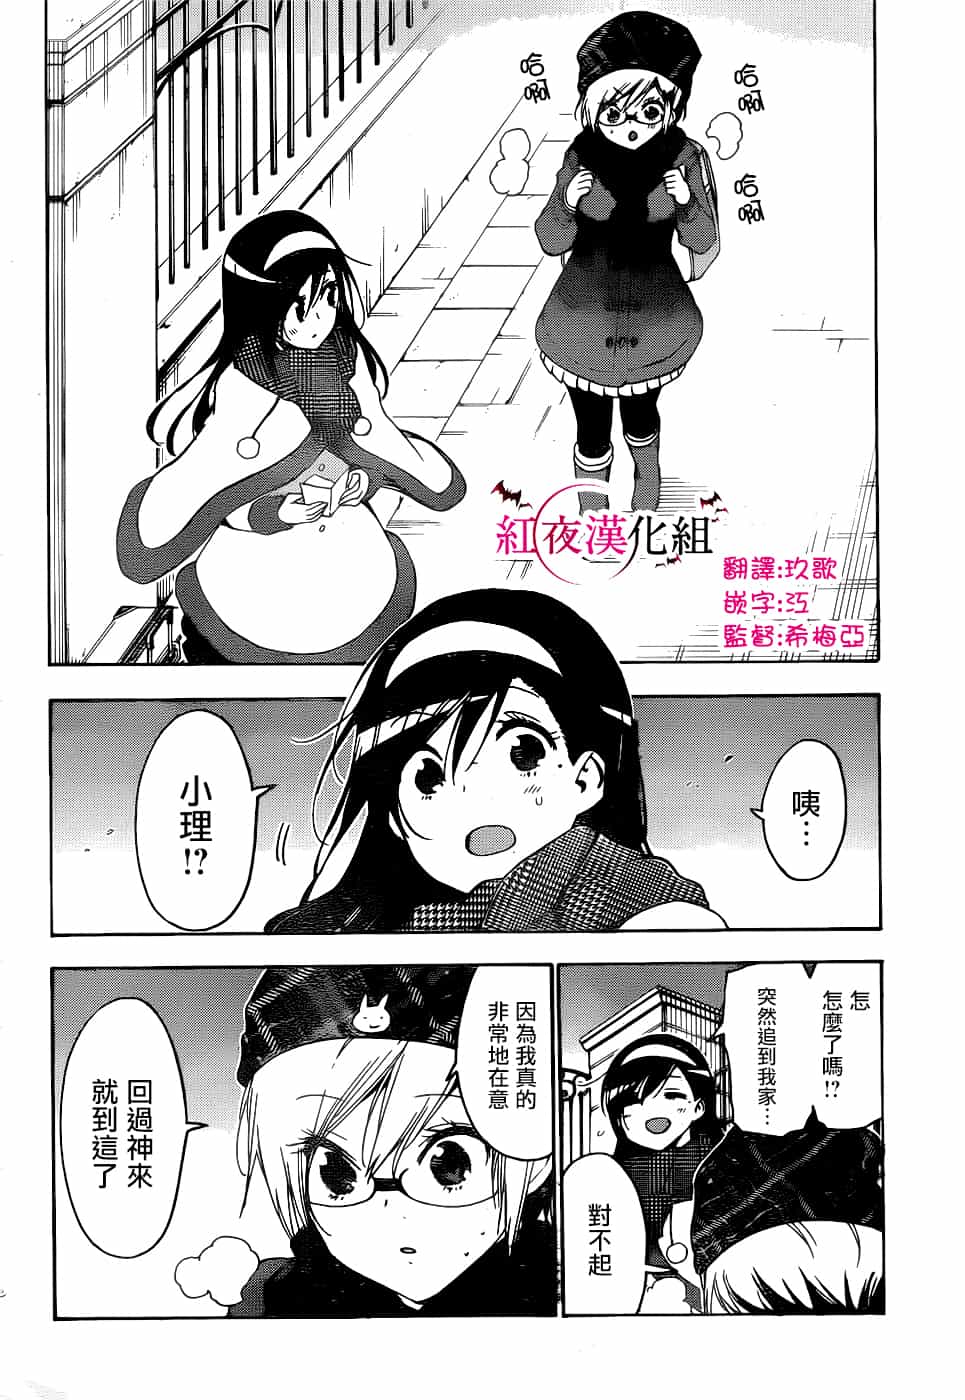 哈啊
哈啊
哈啊
紅夜漢化組
翻譯:玖歌
嵌字:江
監督:希梅亞
咦…
小理!?
怎
怎麼了嗎!?
突然追到我家…
對不起
因為我真的
非常地在意
回過神來
就到這了